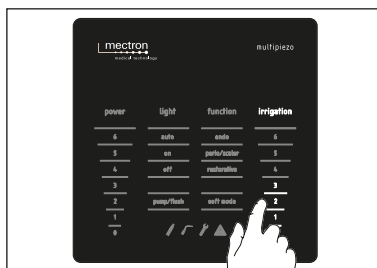 mectron
medical technology
multipiezo
power light function irrigation
6 auto endo 6
5 on perio/scaler 5
4 off restorative 4
3 3
2 pump/flush soft mode 2
1 1
0